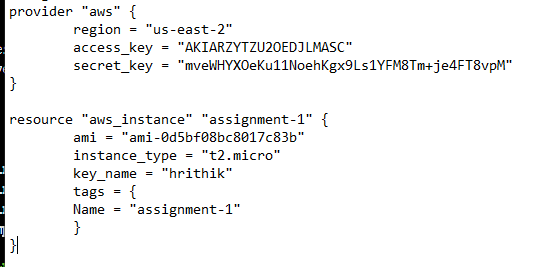 provider "aws" {
region = "us-east-2"
access_key = "AKIARZYTZU2OEDJLMASC"
secret_key = "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"
}
resource "aws_instance" "assignment-1" {
ami = "ami-0d5bf08bc8017c83b"
instance_type = "t2.micro"
key_name = "hrithik"
tags = {
Name = "assignment-1"
}
}